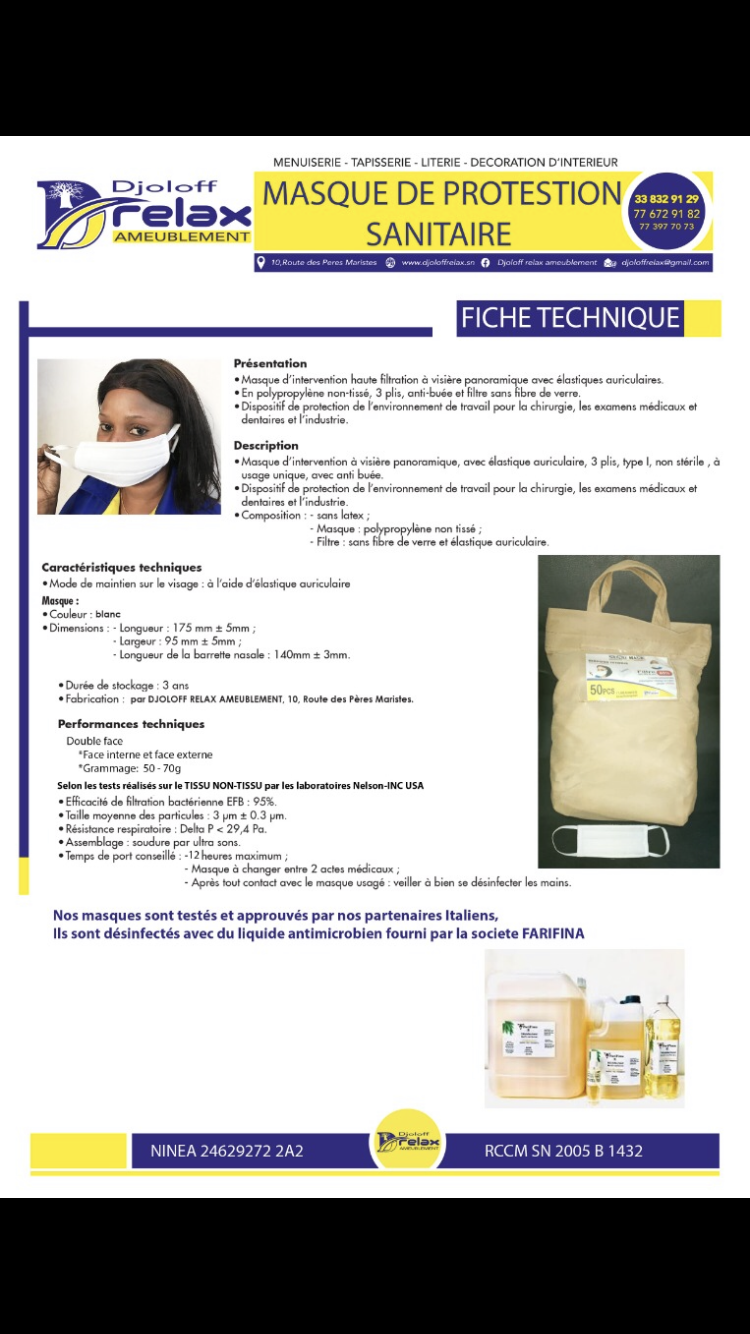 MENUISERIE - TAPISSERIE - LITERIE - DECORATION D'INTERIEUR
Djoloff
relax
AMEUBLEMENT
MASQUE DE PROTESTION
SANITAIRE
33 832 91 29
77 672 91 82
77 397 70 73
10,Route des Peres Maristes www.djoloffrelax.sn Djoloff relax ameublement djoloffrelax@gmail.com
FICHE TECHNIQUE
Présentation
• Masque d'intervention haute filtration à visière panoramique avec élastiques auriculaires.
• En polypropylène non-tissé, 3 plis, anti-buée et filtre sans fibre de verre.
• Dispositif de protection de l'environnement de travail pour la chirurgie, les examens médicaux et
dentaires et l'industrie.
Description
• Masque d'intervention à visière panoramique, avec élastique auriculaire, 3 plis, type I, non stérile , à
usage unique, avec anti buée.
• Dispositif de protection de l'environnement de travail pour la chirurgie, les examens médicaux et
dentaires et l'industrie.
• Composition : - sans latex ;
- Masque : polypropylène non tissé ;
- Filtre : sans fibre de verre et élastique auriculaire.
Caractéristiques techniques
• Mode de maintien sur le visage : à l'aide d'élastique auriculaire
Masque :
• Couleur : blanc
• Dimensions : - Longueur : 175 mm ± 5mm ;
- Largeur : 95 mm ± 5mm ;
- Longueur de la barrette nasale : 140mm ± 3mm.
• Durée de stockage : 3 ans
• Fabrication : par DJOLOFF RELAX AMEUBLEMENT, 10, Route des Pères Maristes.
50PCS
Performances techniques
Double face
*Face interne et face externe
*Grammage: 50 - 70g
Selon les tests réalisés sur le TISSU NON-TISSU par les laboratoires Nelson-INC USA
• Efficacité de filtration bactérienne EFB : 95%.
• Taille moyenne des particules : 3 µm ± 0.3 µm.
• Résistance respiratoire : Delta P < 29,4 Pa.
• Assemblage : soudure par ultra sons.
• Temps de port conseillé : -12 heures maximum ;
- Masque à changer entre 2 actes médicaux ;
- Après tout contact avec le masque usagé : veiller à bien se désinfecter les mains.
Nos masques sont testés et approuvés par nos partenaires Italiens,
Ils sont désinfectés avec du liquide antimicrobien fourni par la societe FARIFINA
NINEA 24629272 2A2
Djoloff
relax
AMEUBLEMENT
RCCM SN 2005 B 1432